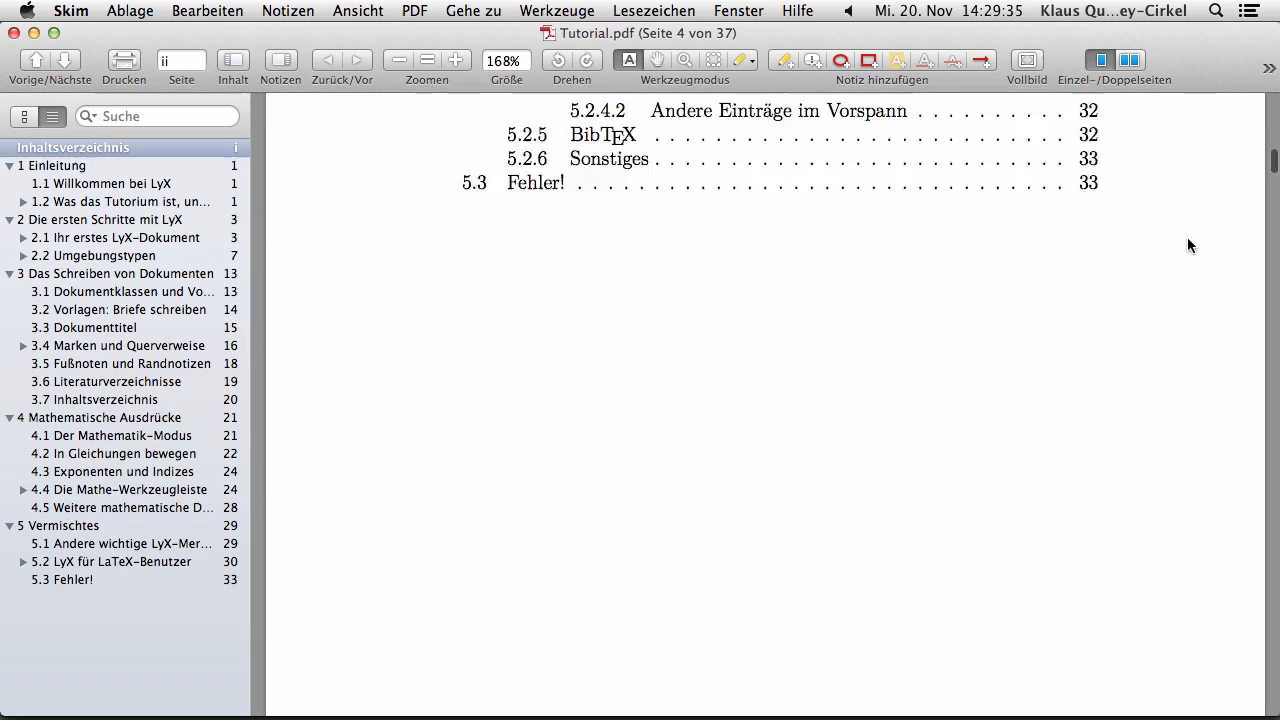 Skim Ablage Bearbeiten Notizen Ansicht PDF Gehe zu Werkzeuge Lesezeichen Fenster Hilfe Mi. 20. Nov 14:29:35 Klaus Qu...ey-Cirkel
Tutorial.pdf (Seite 4 von 37)
ii 168% A
Vorige/Nächste Drucken Seite Inhalt Notizen Zurück/Vor Zoomen Größe Drehen Werkzeugmodus Notiz hinzufügen Vollbild Einzel-/Doppelseiten
Suche
Inhaltsverzeichnis i
1 Einleitung 1
1.1 Willkommen bei LyX 1
1.2 Was das Tutorium ist, un... 1
2 Die ersten Schritte mit LyX 3
2.1 Ihr erstes LyX-Dokument 3
2.2 Umgebungstypen 7
3 Das Schreiben von Dokumenten 13
3.1 Dokumentklassen und Vo... 13
3.2 Vorlagen: Briefe schreiben 14
3.3 Dokumenttitel 15
3.4 Marken und Querverweise 16
3.5 Fußnoten und Randnotizen 18
3.6 Literaturverzeichnisse 19
3.7 Inhaltsverzeichnis 20
4 Mathematische Ausdrücke 21
4.1 Der Mathematik-Modus 21
4.2 In Gleichungen bewegen 22
4.3 Exponenten und Indizes 24
4.4 Die Mathe-Werkzeugleiste 24
4.5 Weitere mathematische D... 28
5 Vermischtes 29
5.1 Andere wichtige LyX-Mer... 29
5.2 LyX für LaTeX-Benutzer 30
5.3 Fehler! 33
5.2.4.2 Andere Einträge im Vorspann . . . . . . . . . . 32
5.2.5 BibTEX . . . . . . . . . . . . . . . . . . . . . . . . . . 32
5.2.6 Sonstiges . . . . . . . . . . . . . . . . . . . . . . . . . . 33
5.3 Fehler! . . . . . . . . . . . . . . . . . . . . . . . . . . . . . . . 33